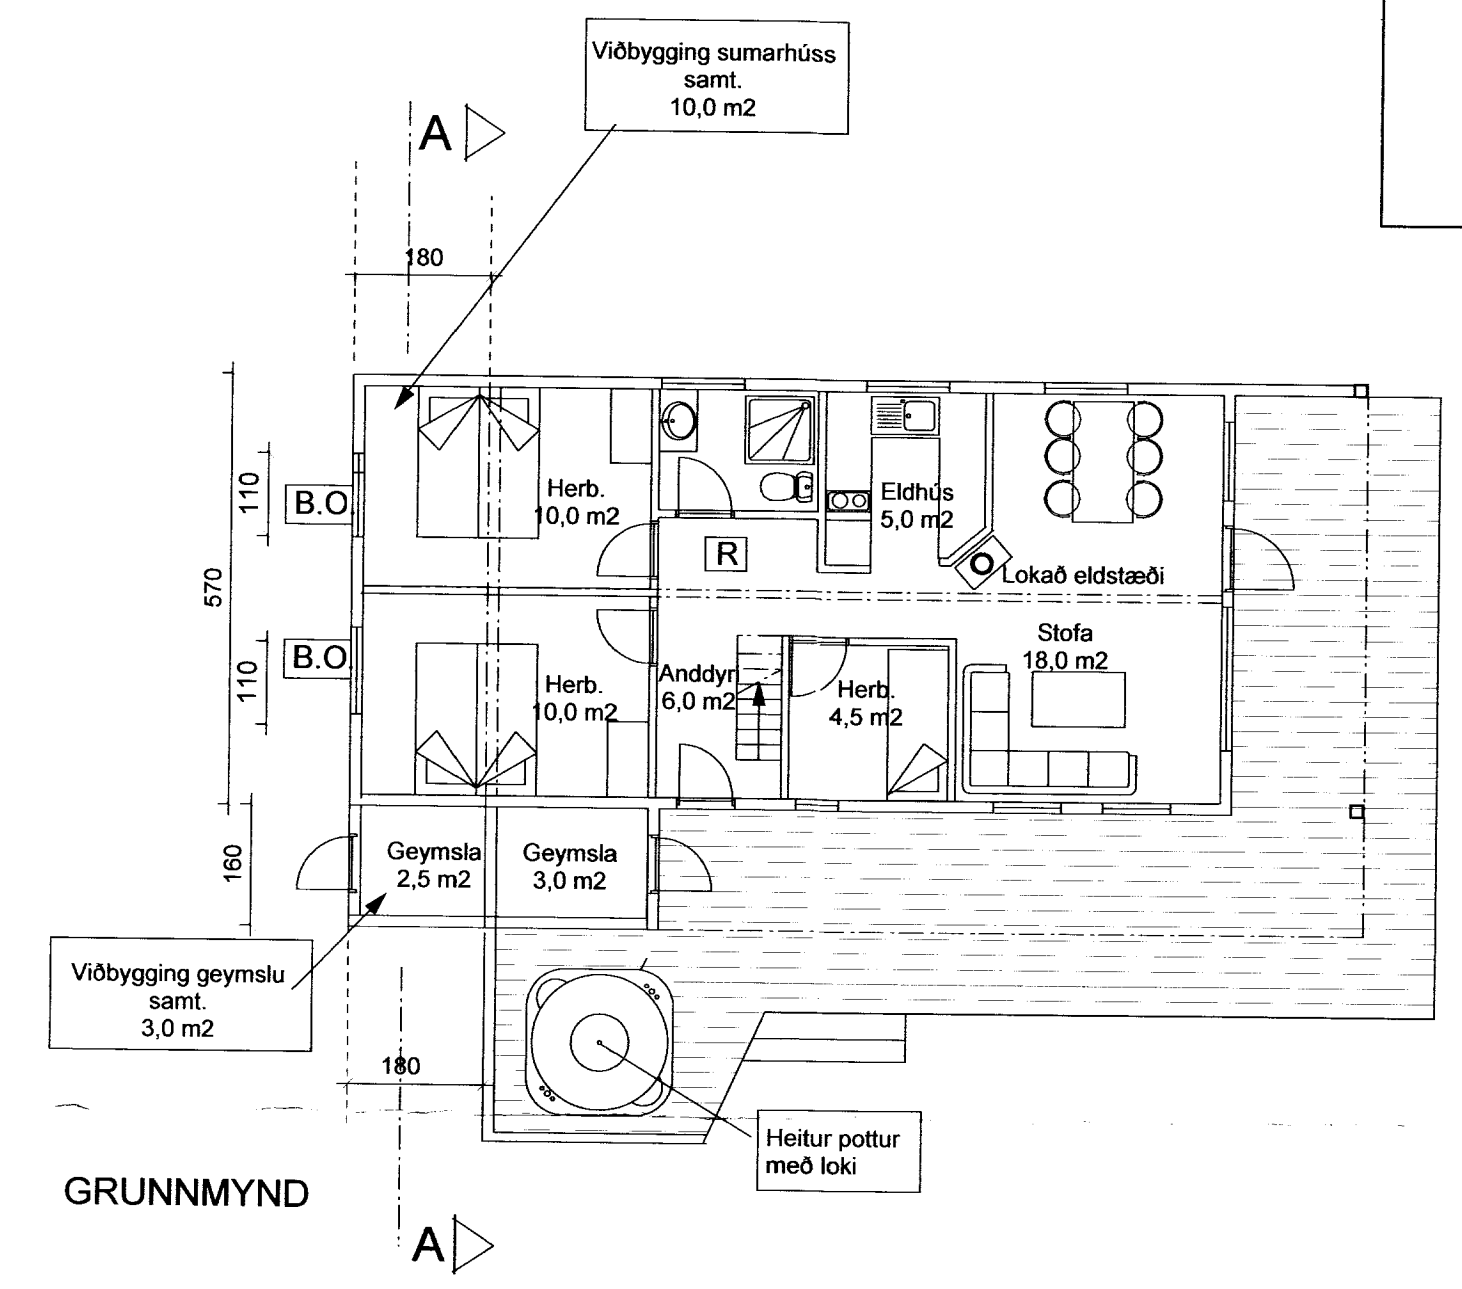 Viðbygging sumarhúss
samt.
10,0 m2
A
180
110
B.O.
Herb.
10,0 m2
Eldhús
5,0 m2
R
Lokað eldstæði
570
Stofa
18,0 m2
110
B.O.
Herb.
10,0 m2
Anddyri
6,0 m2
Herb.
4,5 m2
160
Geymsla
2,5 m2
Geymsla
3,0 m2
Viðbygging geymslu
samt.
3,0 m2
180
Heitur pottur
með loki
GRUNNMYND
A